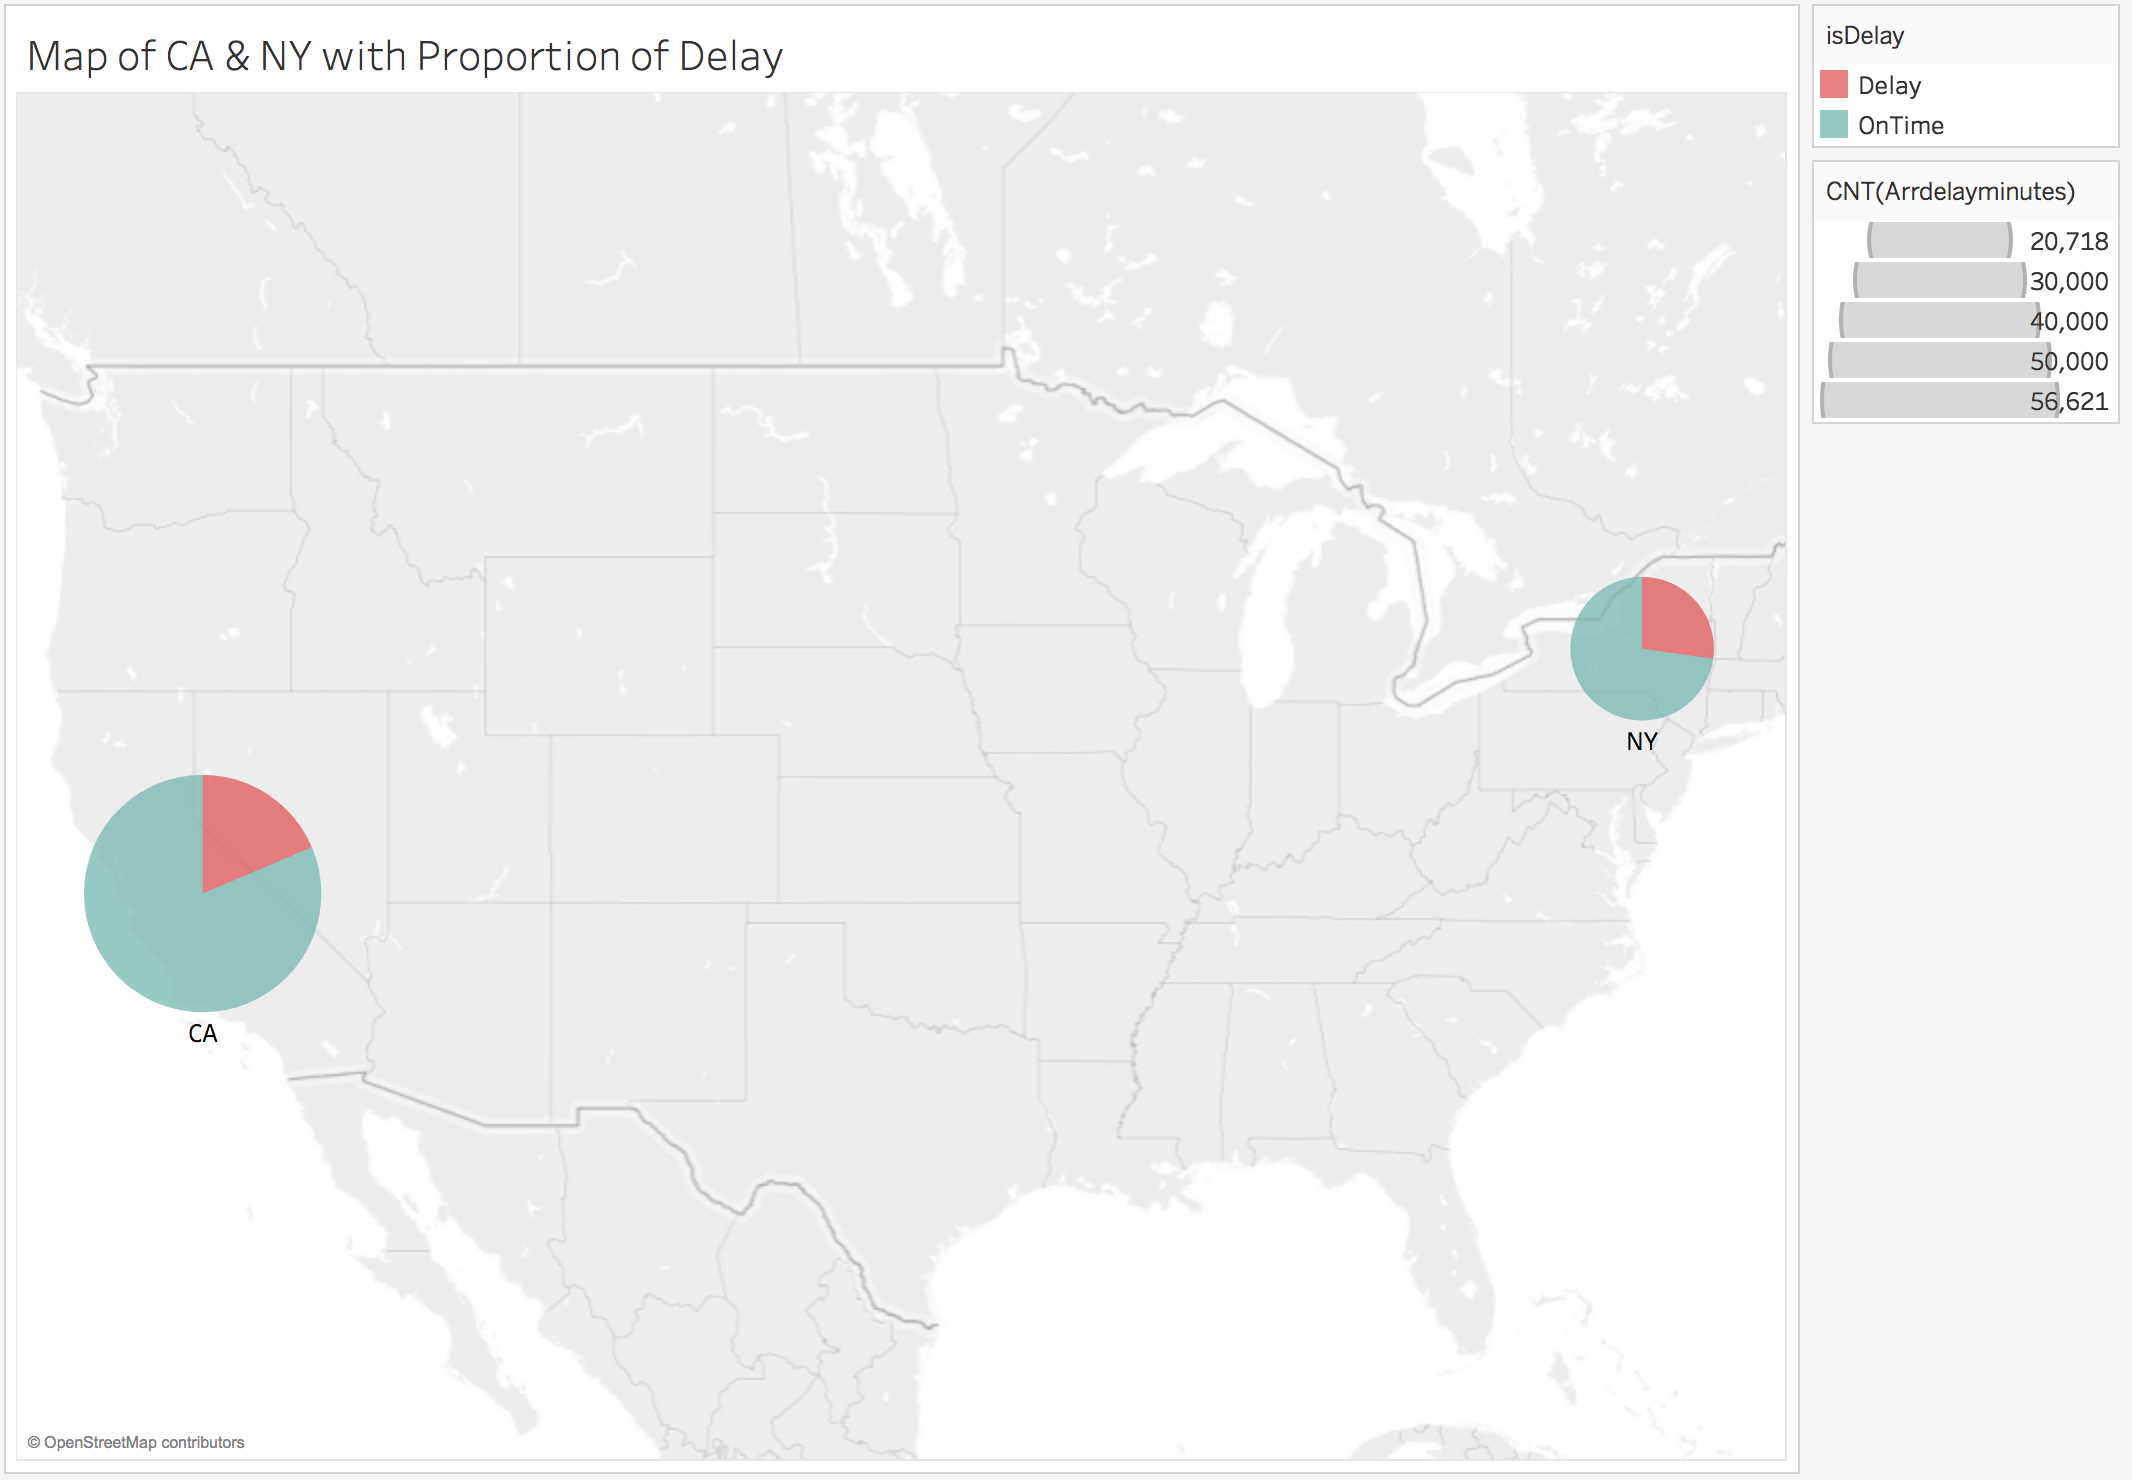 Map of CA & NY with Proportion of Delay
isDelay
Delay
OnTime
CNT(Arrdelayminutes)
20,718
30,000
40,000
50,000
56,621
NY
CA
© OpenStreetMap contributors